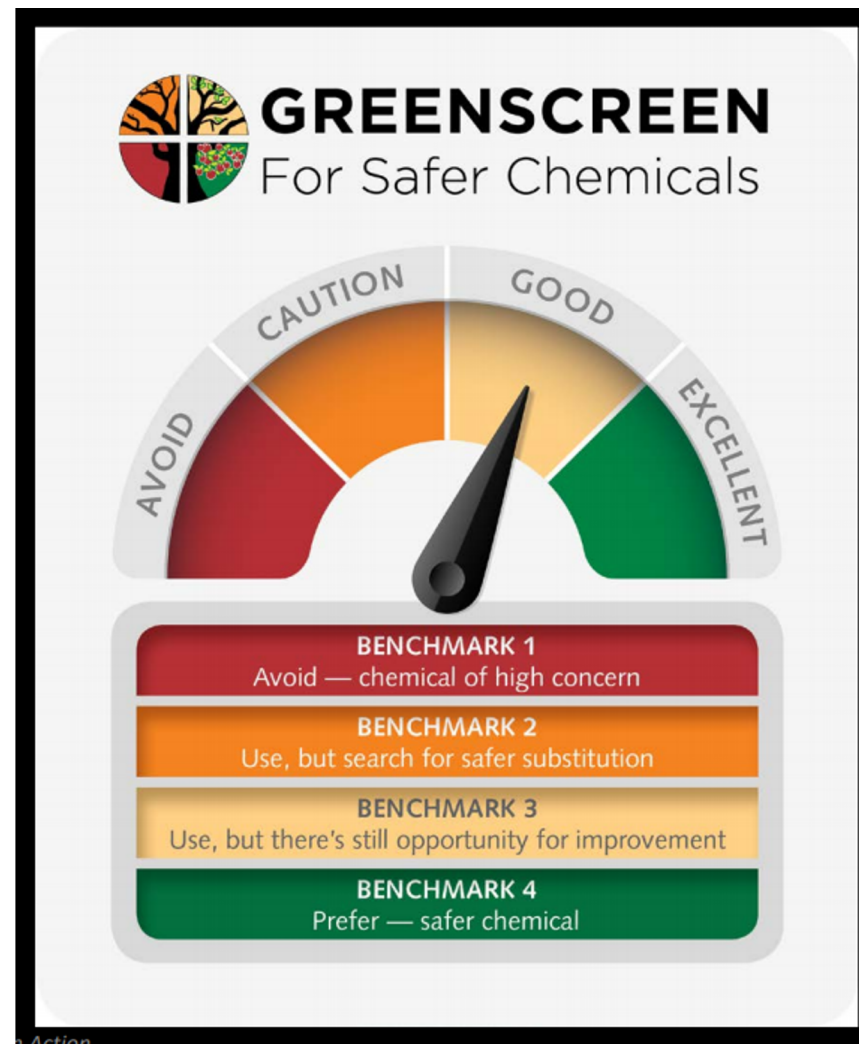 GREENSCREEN
For Safer Chemicals
AVOID
CAUTION
GOOD
EXCELLENT
BENCHMARK 1
Avoid — chemical of high concern
BENCHMARK 2
Use, but search for safer substitution
BENCHMARK 3
Use, but there's still opportunity for improvement
BENCHMARK 4
Prefer — safer chemical
Action